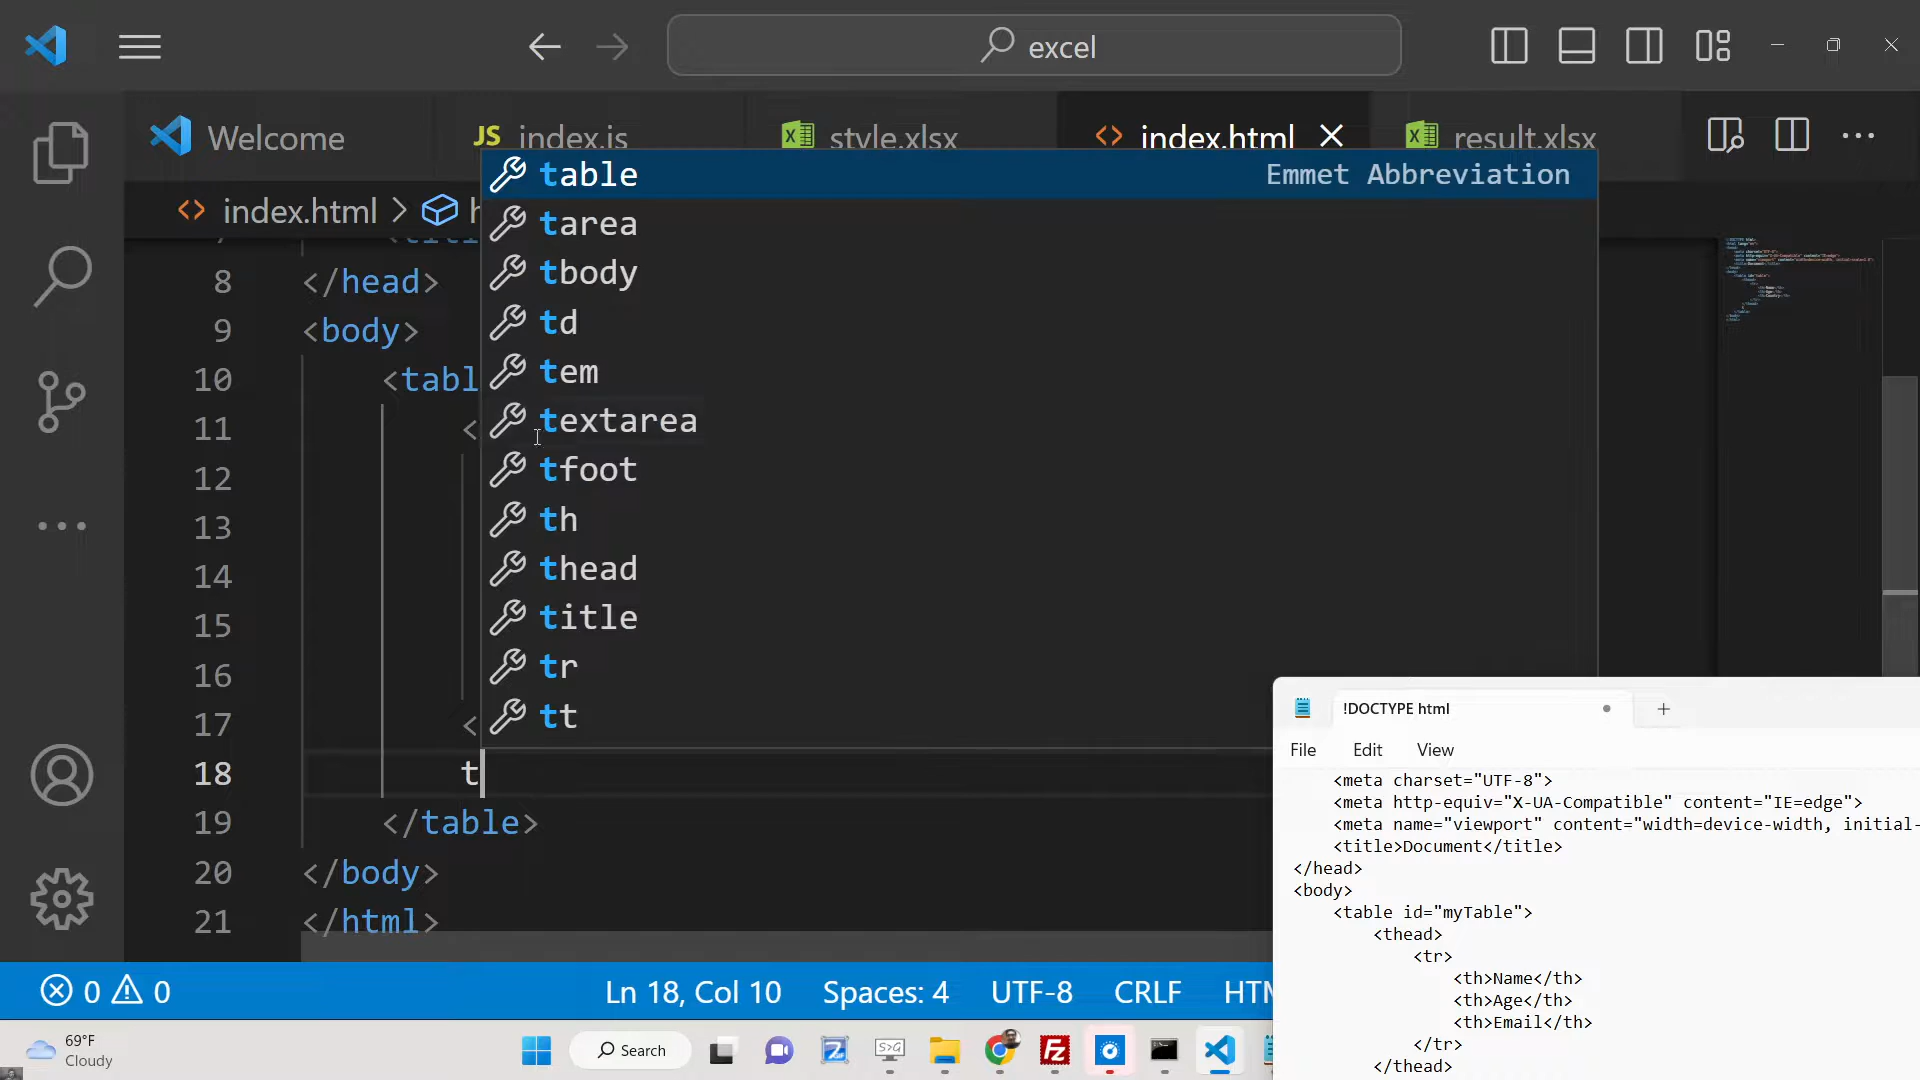 excel
Welcome
JS index.js
style.xlsx
index.html
result.xlsx
index.html >
table Emmet Abbreviation
tarea
tbody
td
tem
textarea
tfoot
th
thead
title
tr
tt
8 </head>
9 <body>
10 <tabl
11 <
12
13
14
15
16
17 <
18 t
19 </table>
20 </body>
21 </html>
!DOCTYPE html
File Edit View
<meta charset="UTF-8">
<meta http-equiv="X-UA-Compatible" content="IE=edge">
<meta name="viewport" content="width=device-width, initial-
<title>Document</title>
</head>
<body>
<table id="myTable">
<thead>
<tr>
<th>Name</th>
<th>Age</th>
<th>Email</th>
</tr>
</thead>
0 0 Ln 18, Col 10 Spaces: 4 UTF-8 CRLF HTM
69°F
Cloudy
Search